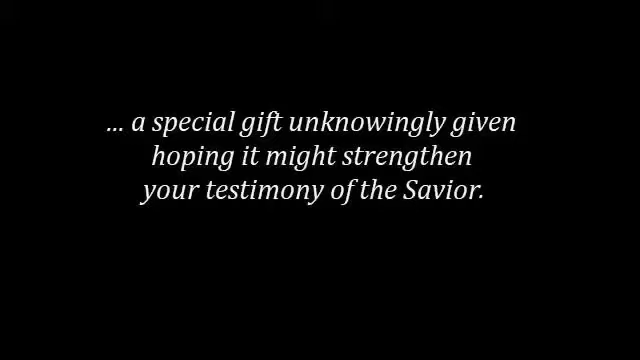 ... a special gift unknowingly given
hoping it might strengthen
your testimony of the Savior.